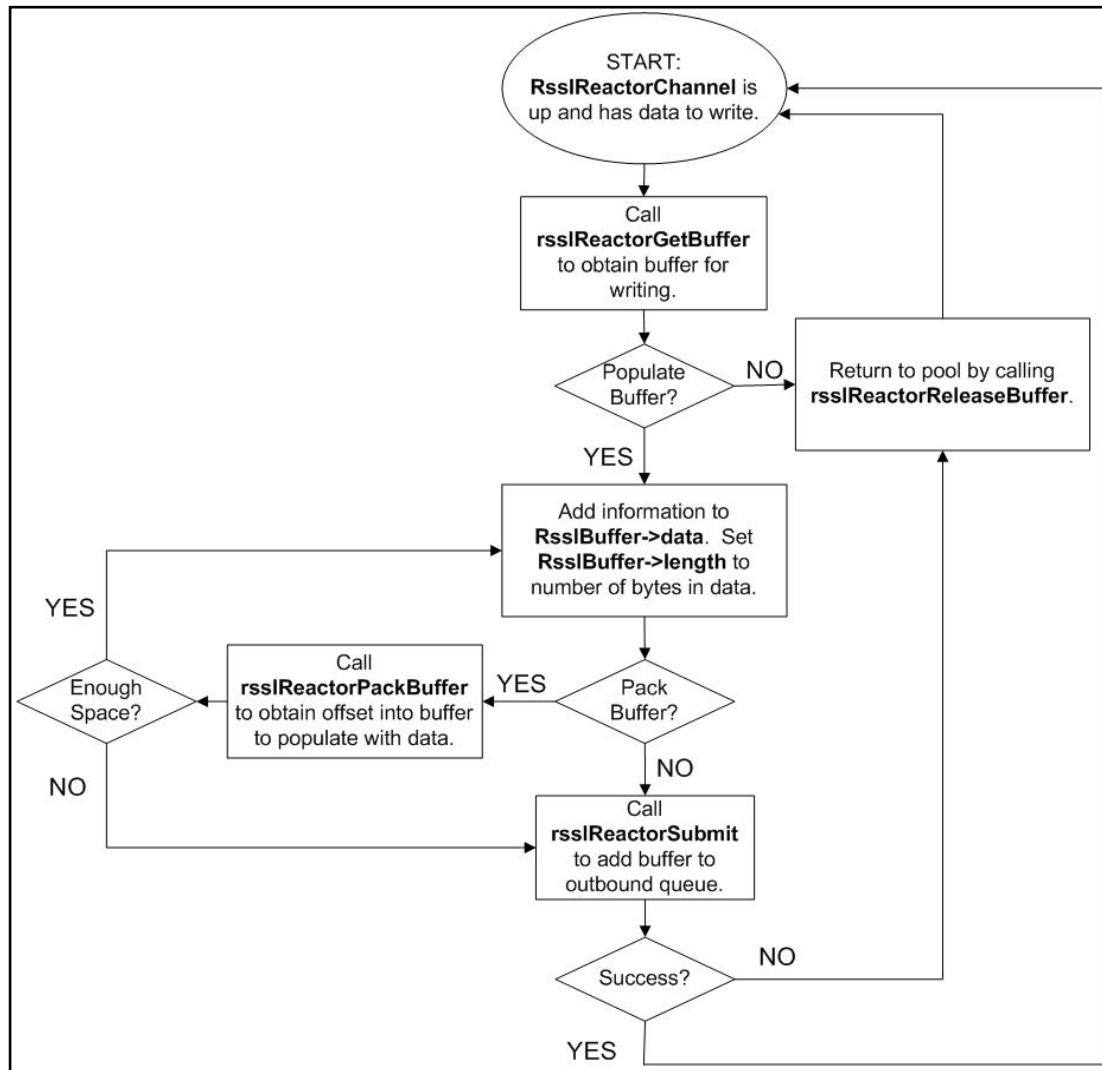 START:
RsslReactorChannel is
up and has data to write.
Call
rsslReactorGetBuffer
to obtain buffer for
writing.
Populate
Buffer?
NO
Return to pool by calling
rsslReactorReleaseBuffer.
YES
Add information to
RsslBuffer->data. Set
RsslBuffer->length to
number of bytes in data.
YES
Enough
Space?
Call
rsslReactorPackBuffer
to obtain offset into buffer
to populate with data.
YES
Pack
Buffer?
NO
NO
Call
rsslReactorSubmit
to add buffer to
outbound queue.
Success?
NO
YES